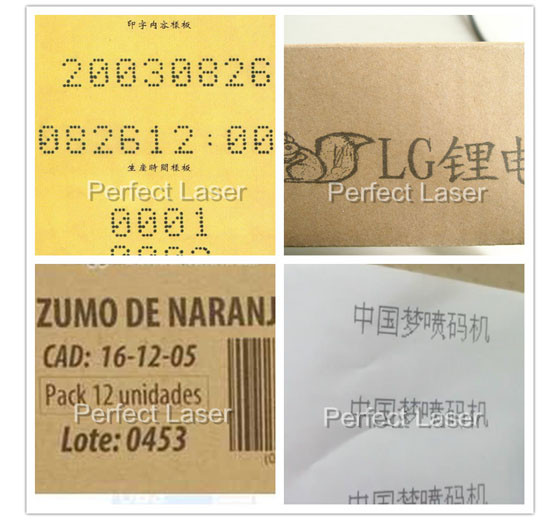 印字内容樣板
20030826
082612:00
生産時間樣板
Perfect Laser
0001
LG锂电
Perfect Laser
ZUMO DE NARANJ
CAD: 16-12-05
Pack 12 unidades
Perfect Laser
Lote: 0453
中国梦喷码机
中国梦喷码机
Perfect Laser
中国梦喷码机